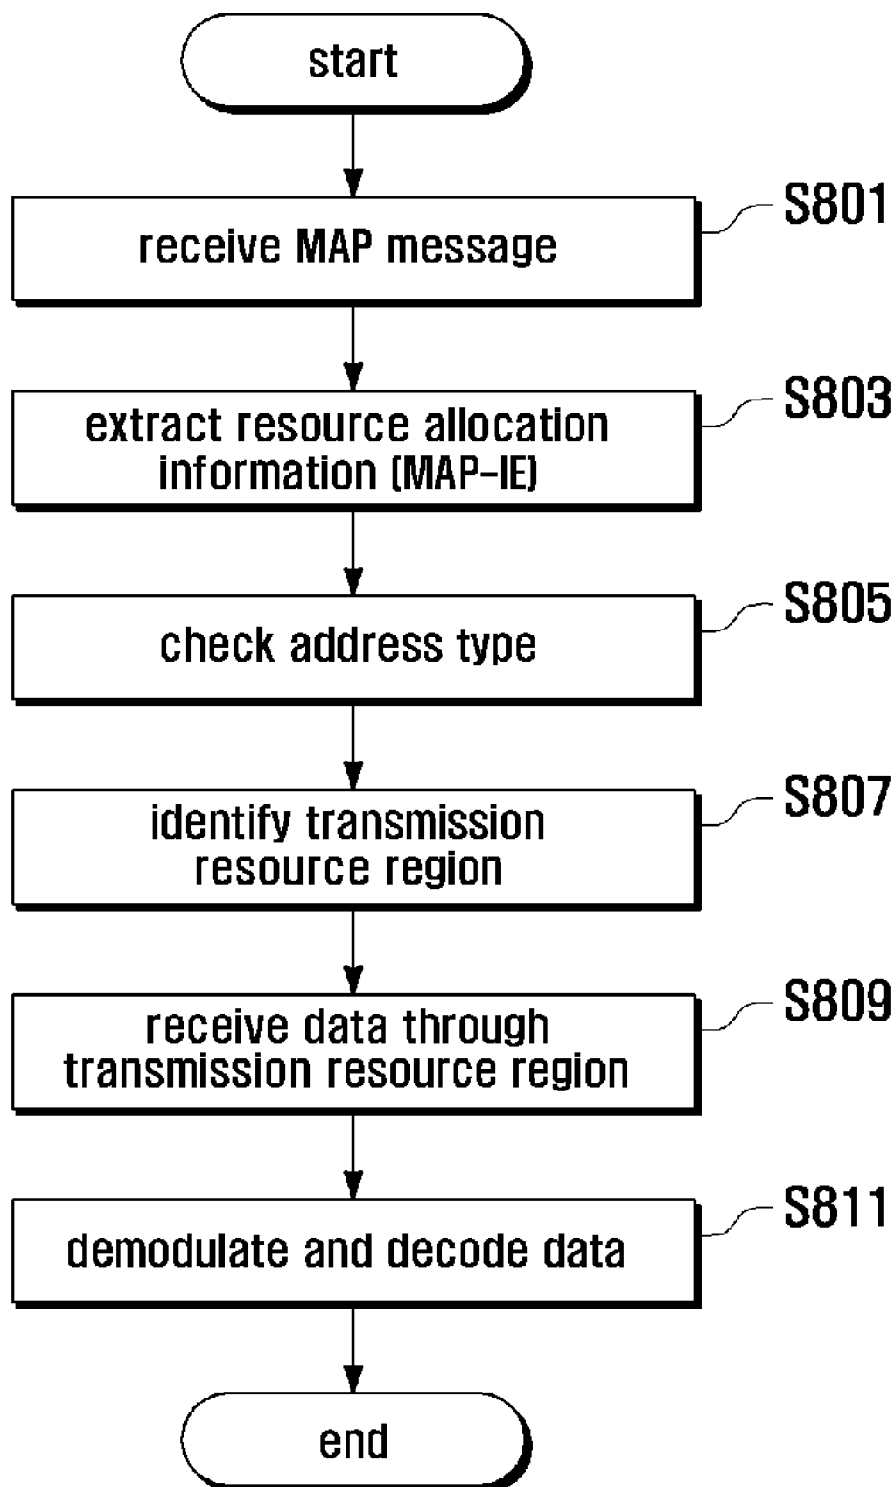 start
receive MAP message
S801
extract resource allocation
information (MAP-IE)
S803
check address type
S805
identify transmission
resource region
S807
receive data through
transmission resource region
S809
demodulate and decode data
S811
end